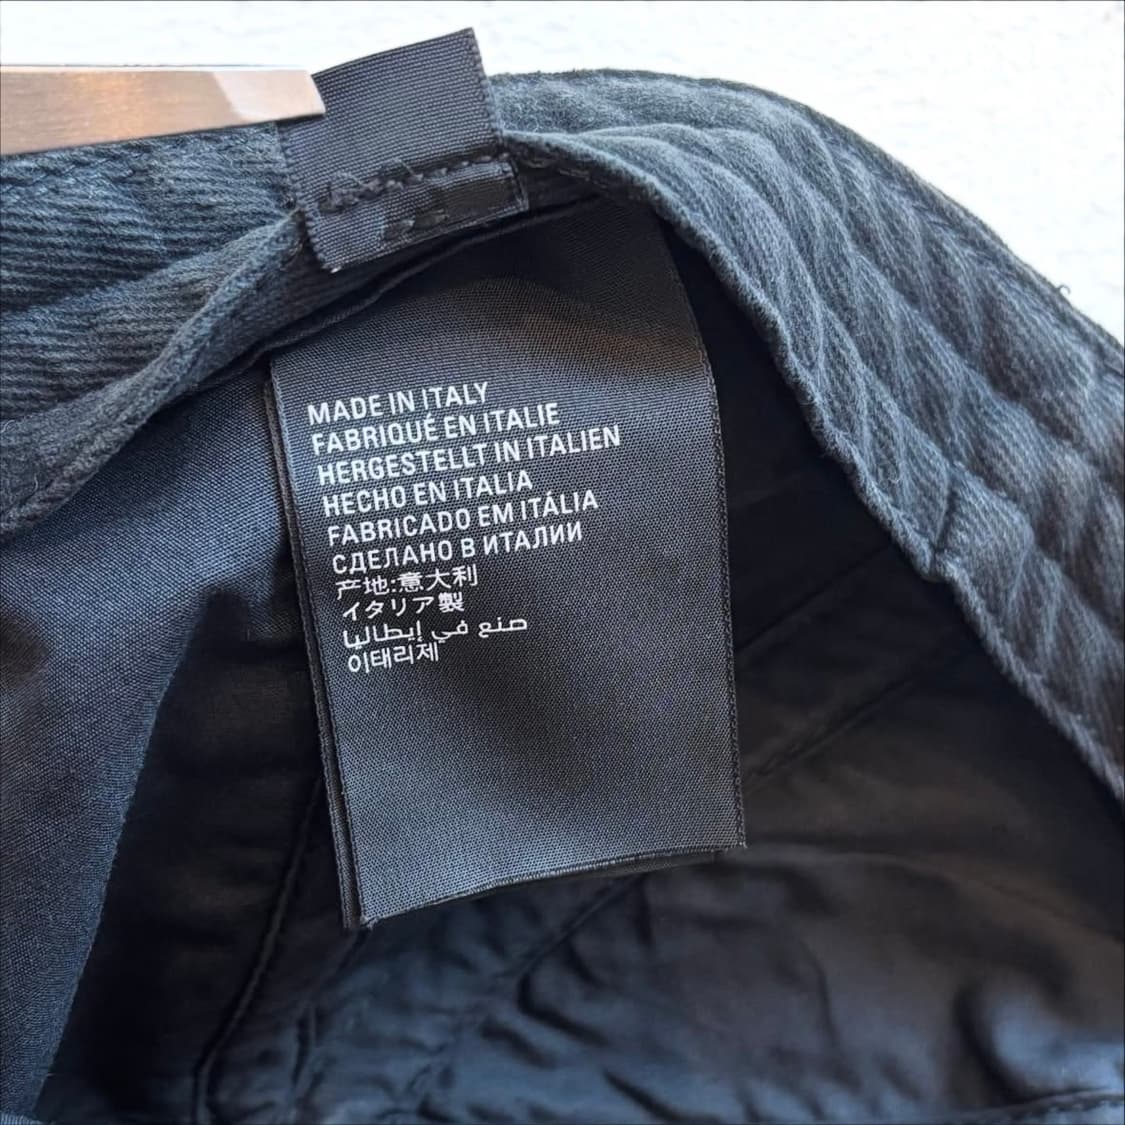 MADE IN ITALY
FABRIQUÉ EN ITALIE
HERGESTELLT IN ITALIEN
HECHO EN ITALIA
FABRICADO EM ITÁLIA
СДЕЛАНО В ИТАЛИИ
产地:意大利
イタリア製
صنع في إيطاليا
이태리제